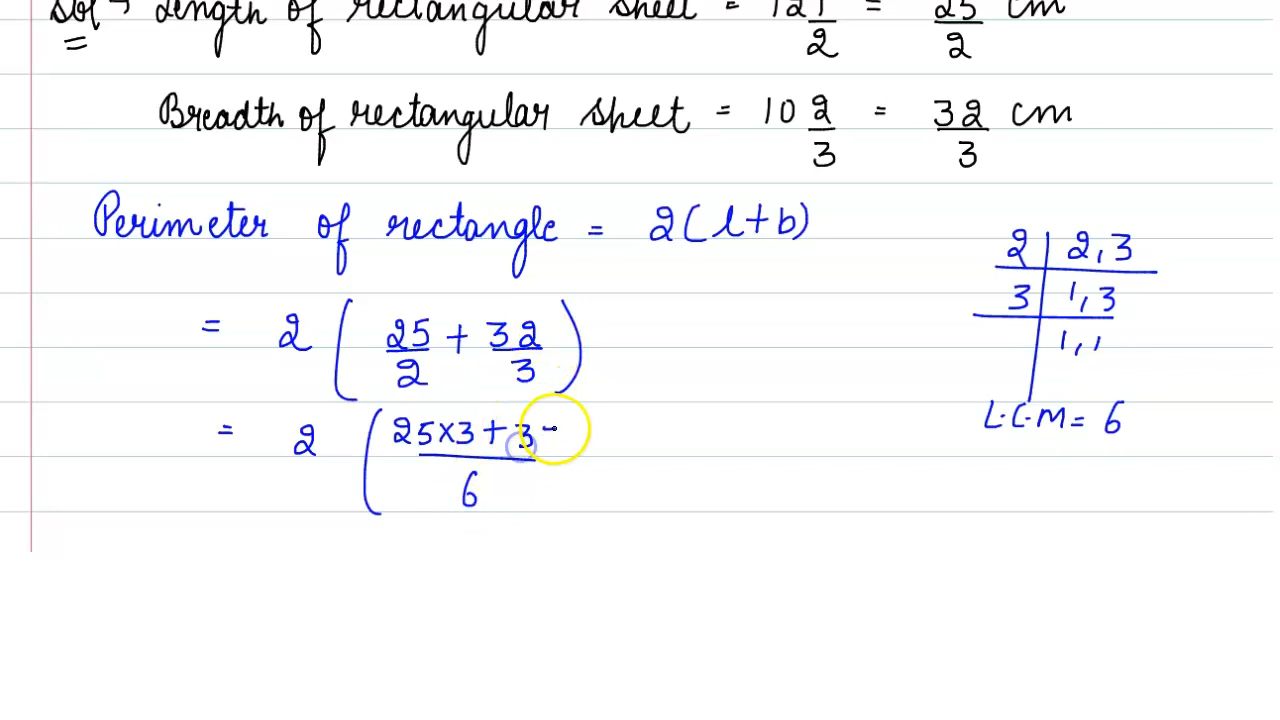 Sol → Length of rectangular sheet = 12 1/2 = 25/2 cm
Breadth of rectangular sheet = 10 2/3 = 32/3 cm
Perimeter of rectangle = 2(l+b)
= 2 ( 25/2 + 32/3 )
= 2 ( 25×3+3 / 6
2 | 2,3
3 | 1,3
1,1
L.C.M = 6